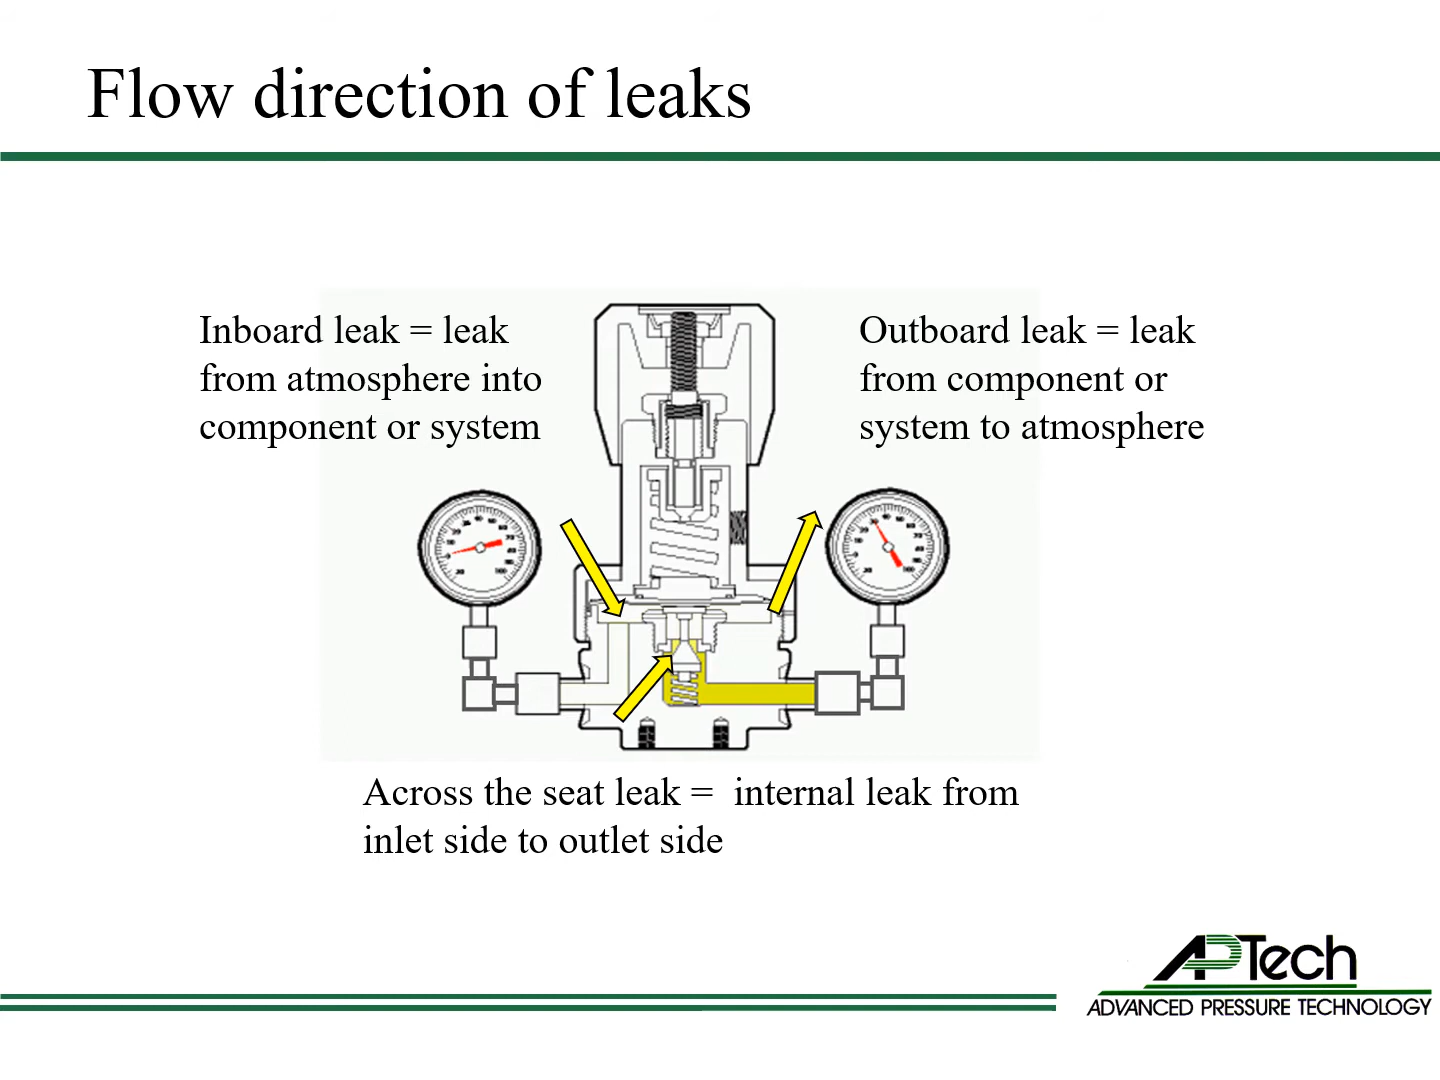 Flow direction of leaks
Inboard leak = leak
from atmosphere into
component or system
Outboard leak = leak
from component or
system to atmosphere
Across the seat leak =  internal leak from
inlet side to outlet side
APTech
ADVANCED PRESSURE TECHNOLOGY